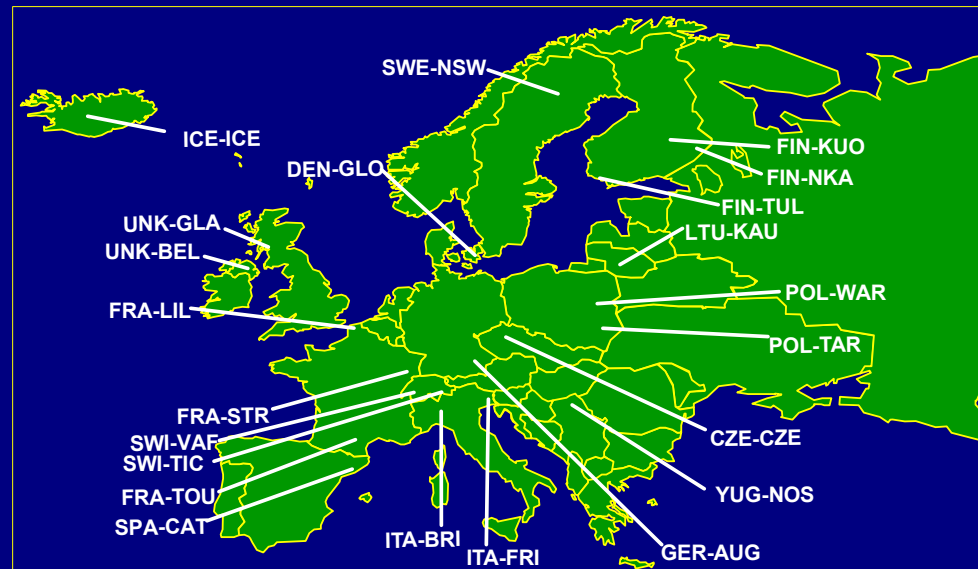 SWE-NSW
ICE-ICE
FIN-KUO
DEN-GLO
FIN-NKA
FIN-TUL
UNK-GLA
LTU-KAU
UNK-BEL
POL-WAR
FRA-LIL
POL-TAR
FRA-STR
CZE-CZE
SWI-VAF
SWI-TIC
FRA-TOU
YUG-NOS
SPA-CAT
ITA-BRI
ITA-FRI
GER-AUG